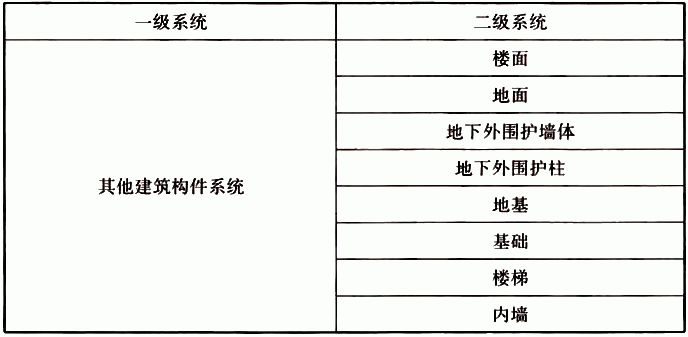 一级系统 二级系统
楼面
地面
地下外围护墙体
地下外围护柱
其他建筑构件系统
地基
基础
楼梯
内墙